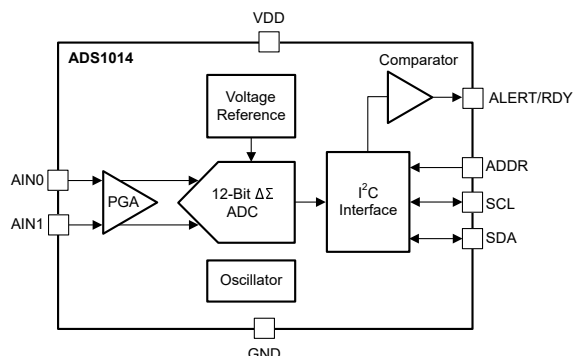 VDD
ADS1014
Comparator
Voltage
Reference
ALERT/RDY
ADDR
AIN0
PGA
12-Bit ΔΣ
ADC
I²C
Interface
SCL
AIN1
SDA
Oscillator
GND